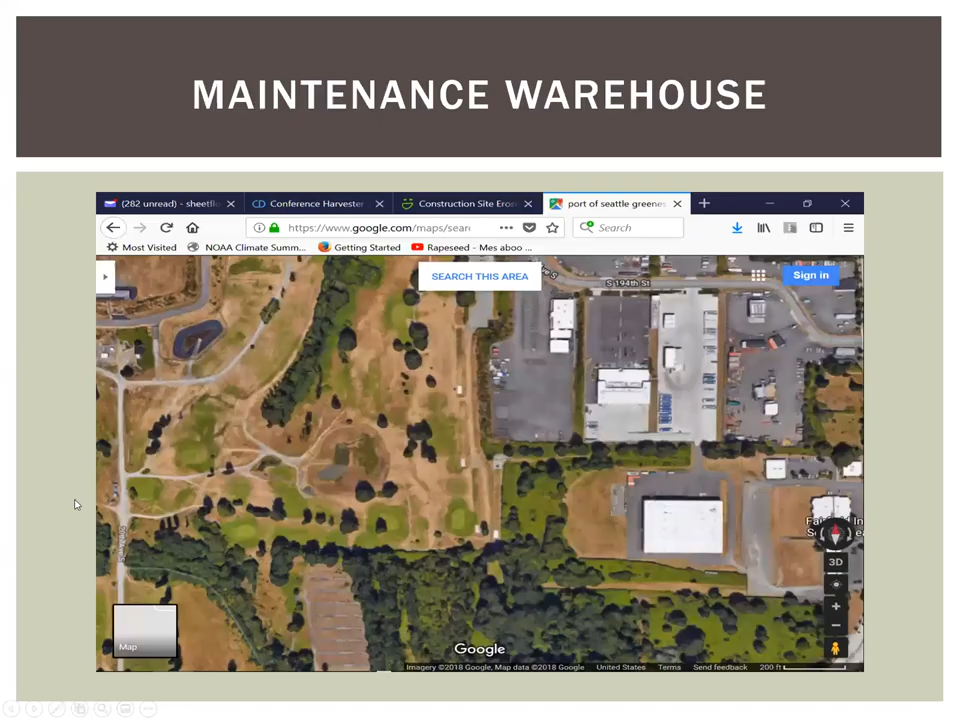 MAINTENANCE WAREHOUSE
(282 unread) - sheetfl
Conference Harvester
Construction Site Eros
port of seattle greenes
https://www.google.com/maps/sear
Search
Most Visited
NOAA Climate Summ...
Getting Started
Rapeseed - Mes aboo ...
SEARCH THIS AREA
S 194th St
Sign in
3D
Map
Google
Imagery ©2018 Google, Map data ©2018 Google
United States
Terms
Send feedback
200 ft